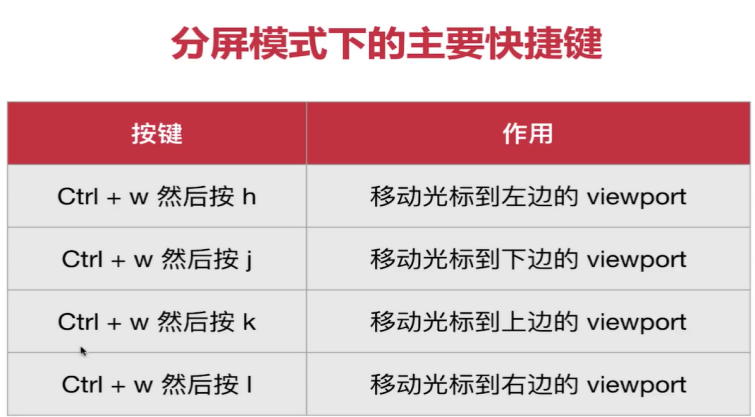 分屏模式下的主要快捷键
按键 作用
Ctrl + w 然后按 h 移动光标到左边的 viewport
Ctrl + w 然后按 j 移动光标到下边的 viewport
Ctrl + w 然后按 k 移动光标到上边的 viewport
Ctrl + w 然后按 l 移动光标到右边的 viewport